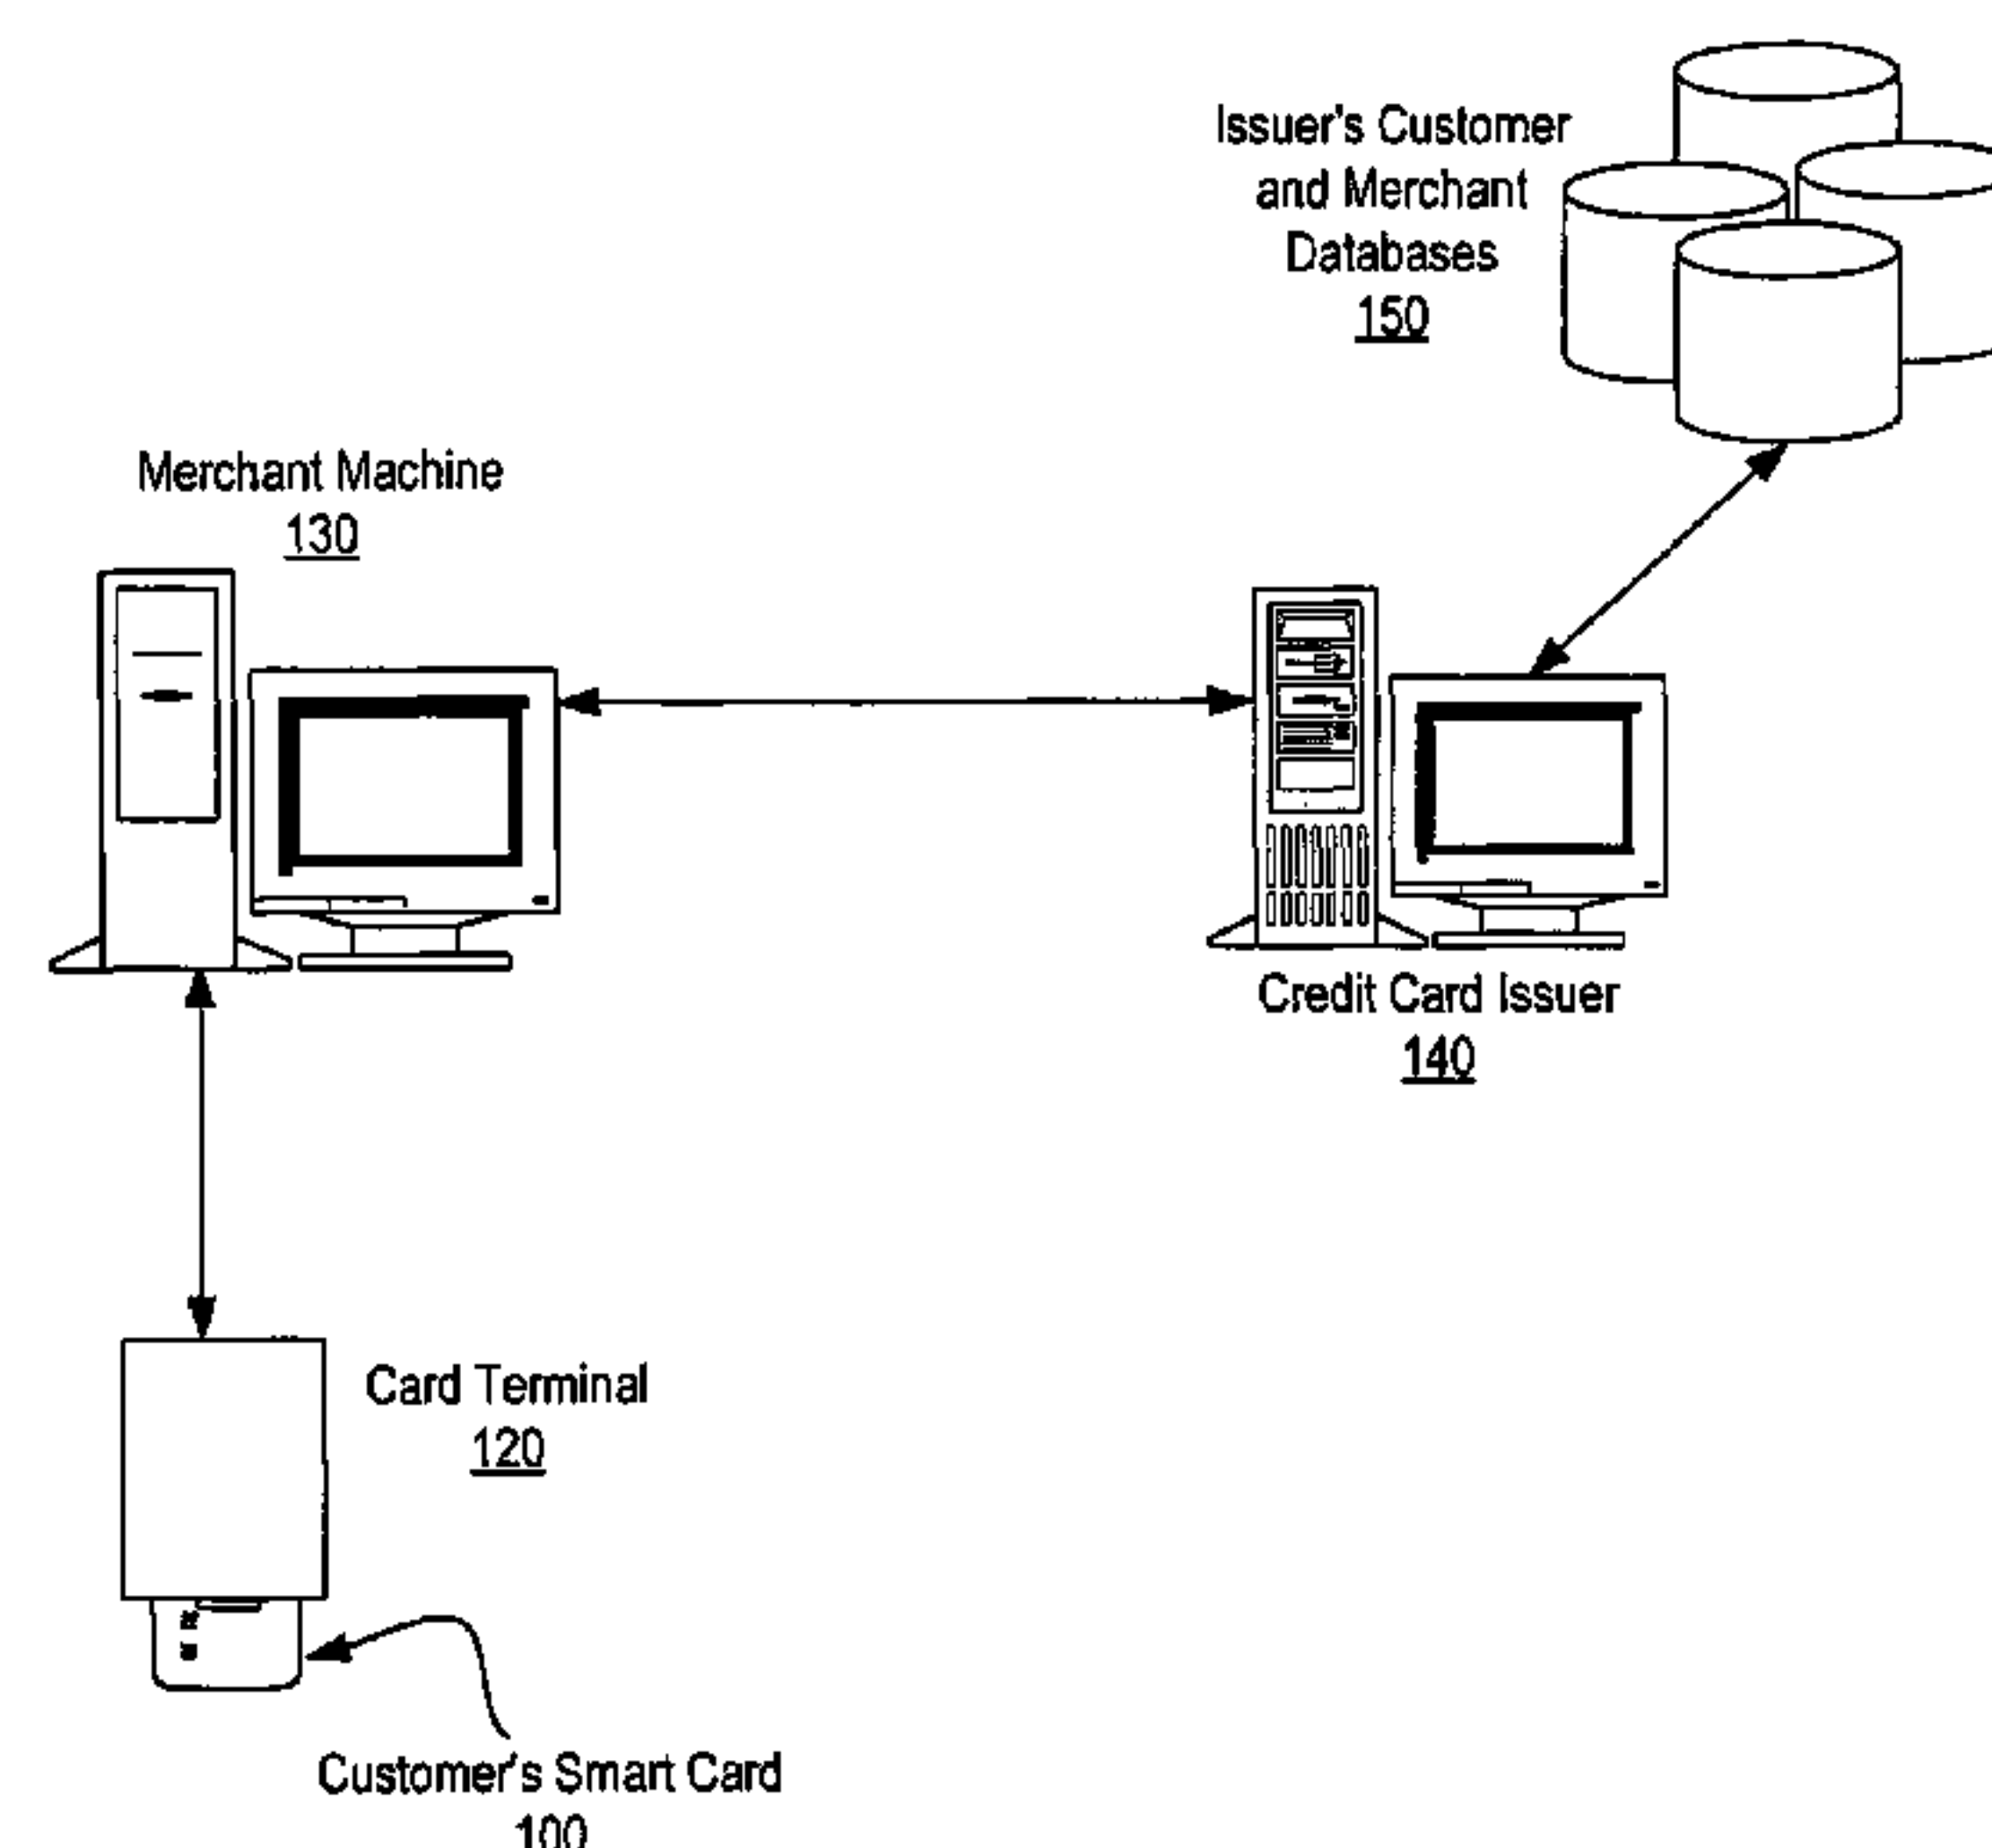 Issuer's Customer
and Merchant
Databases
150
Merchant Machine
130
Credit Card Issuer
140
Card Terminal
120
Customer's Smart Card
100